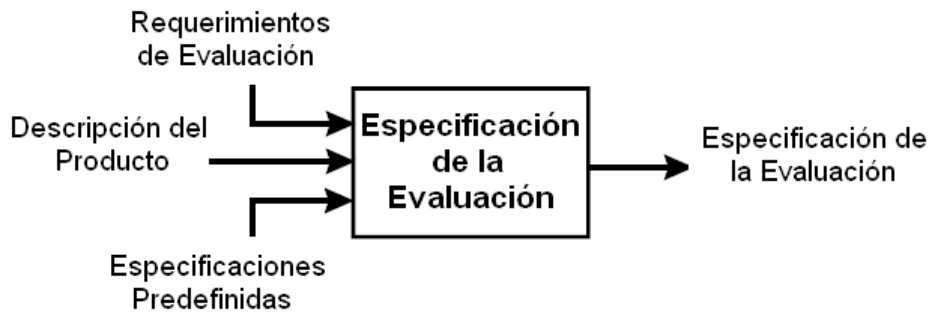 Requerimientos
de Evaluación
Descripción del
Producto
Especificaciones
Predefinidas
Especificación
de la
Evaluación
Especificación de
la Evaluación